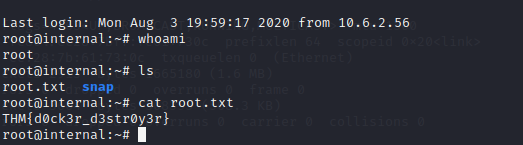 Last login: Mon Aug  3 19:59:17 2020 from 10.6.2.56
root@internal:~# whoami
root
root@internal:~# ls
root.txt  snap
root@internal:~# cat root.txt
THM{d0ck3r_d3str0y3r}
root@internal:~#